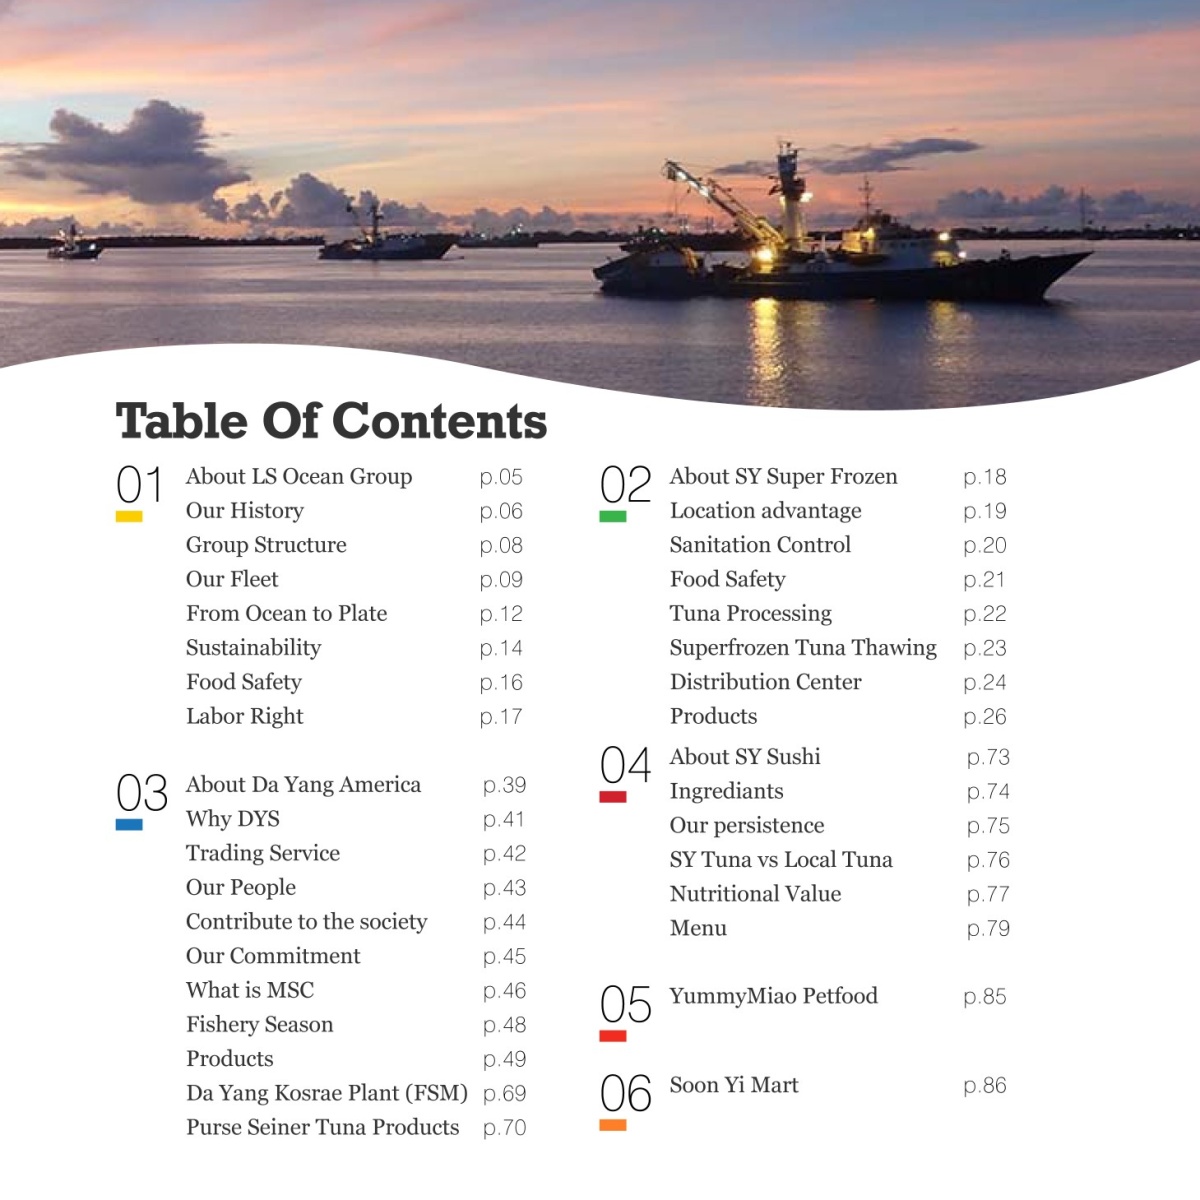 Table Of Contents
01
About LS Ocean Group p.05
Our History p.06
Group Structure p.08
Our Fleet p.09
From Ocean to Plate p.12
Sustainability p.14
Food Safety p.16
Labor Right p.17
02
About SY Super Frozen p.18
Location advantage p.19
Sanitation Control p.20
Food Safety p.21
Tuna Processing p.22
Superfrozen Tuna Thawing p.23
Distribution Center p.24
Products p.26
03
About Da Yang America p.39
Why DYS p.41
Trading Service p.42
Our People p.43
Contribute to the society p.44
Our Commitment p.45
What is MSC p.46
Fishery Season p.48
Products p.49
Da Yang Kosrae Plant (FSM) p.69
Purse Seiner Tuna Products p.70
04
About SY Sushi p.73
Ingrediants p.74
Our persistence p.75
SY Tuna vs Local Tuna p.76
Nutritional Value p.77
Menu p.79
05
YummyMiao Petfood p.85
06
Soon Yi Mart p.86